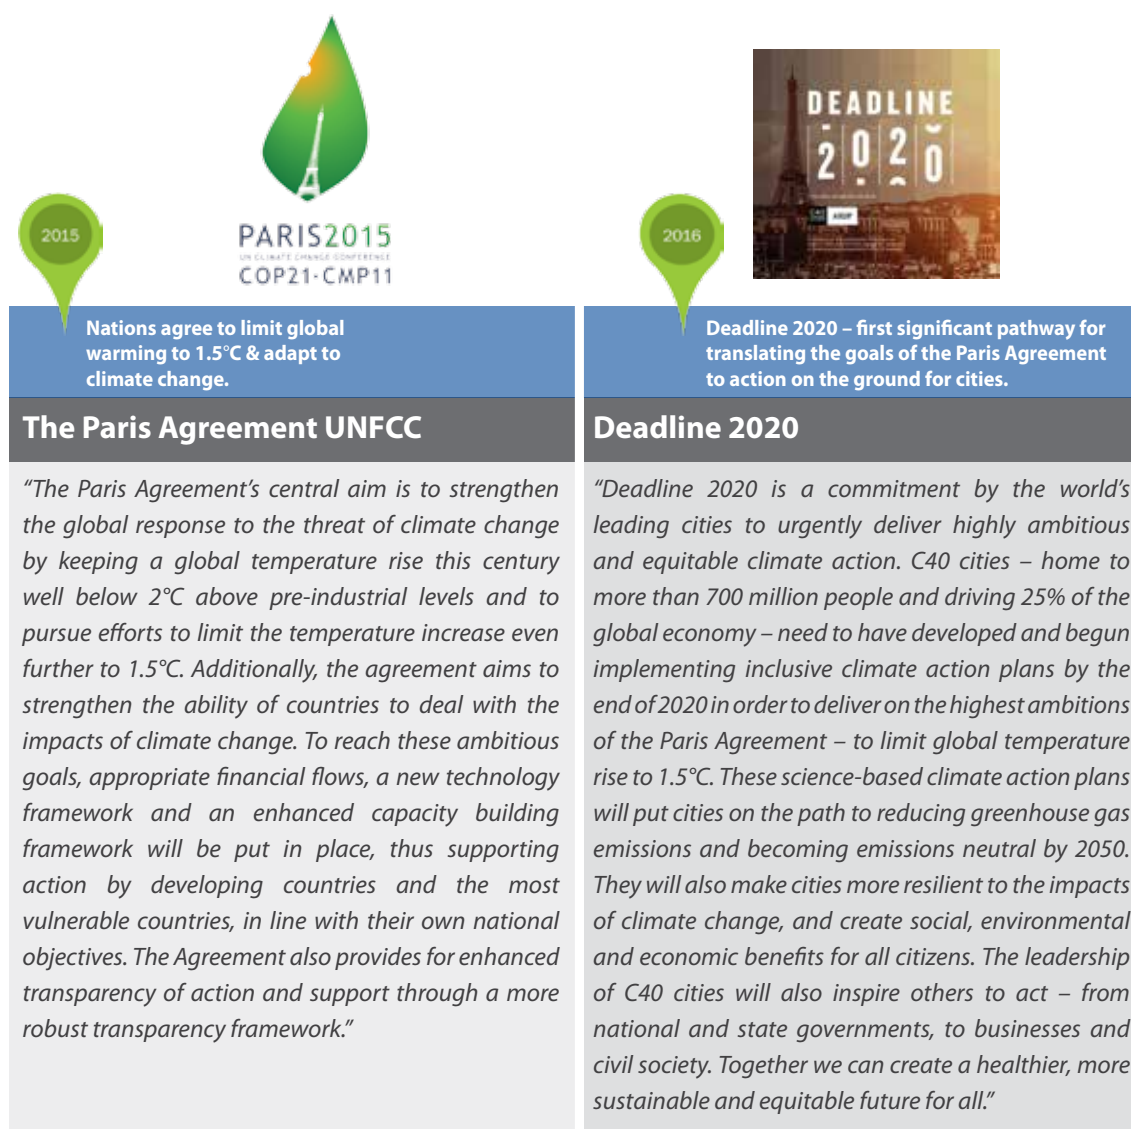 PARIS2015
UN CLIMATE CHANGE CONFERENCE
COP21·CMP11
2015
Nations agree to limit global
warming to 1.5°C & adapt to
climate change.
The Paris Agreement UNFCC
“The Paris Agreement’s central aim is to strengthen
the global response to the threat of climate change
by keeping a global temperature rise this century
well below 2°C above pre-industrial levels and to
pursue efforts to limit the temperature increase even
further to 1.5°C. Additionally, the agreement aims to
strengthen the ability of countries to deal with the
impacts of climate change. To reach these ambitious
goals, appropriate financial flows, a new technology
framework and an enhanced capacity building
framework will be put in place, thus supporting
action by developing countries and the most
vulnerable countries, in line with their own national
objectives. The Agreement also provides for enhanced
transparency of action and support through a more
robust transparency framework.”
DEADLINE
2020
C40
ARUP
2016
Deadline 2020 – first significant pathway for
translating the goals of the Paris Agreement
to action on the ground for cities.
Deadline 2020
“Deadline 2020 is a commitment by the world’s
leading cities to urgently deliver highly ambitious
and equitable climate action. C40 cities – home to
more than 700 million people and driving 25% of the
global economy – need to have developed and begun
implementing inclusive climate action plans by the
end of 2020 in order to deliver on the highest ambitions
of the Paris Agreement – to limit global temperature
rise to 1.5°C. These science-based climate action plans
will put cities on the path to reducing greenhouse gas
emissions and becoming emissions neutral by 2050.
They will also make cities more resilient to the impacts
of climate change, and create social, environmental
and economic benefits for all citizens. The leadership
of C40 cities will also inspire others to act – from
national and state governments, to businesses and
civil society. Together we can create a healthier, more
sustainable and equitable future for all.”